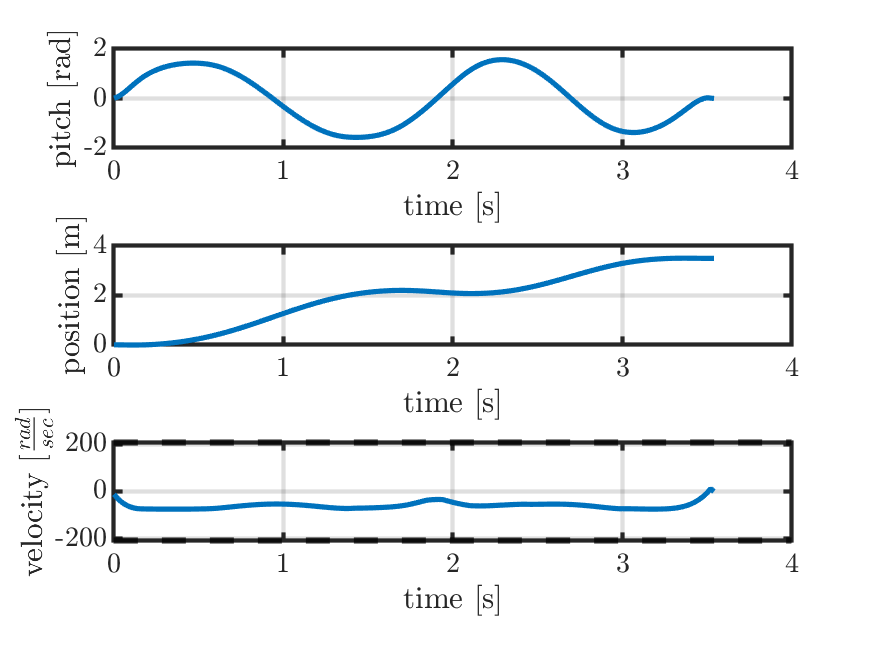 pitch [rad]
2
0
-2
0 1 2 3 4
time [s]
position [m]
4
2
0
0 1 2 3 4
time [s]
velocity [rad/sec]
200
0
-200
0 1 2 3 4
time [s]